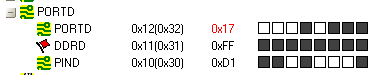 PORTD
PORTD 0x12(0x32) 0x17
DDRD 0x11(0x31) 0xFF
PIND 0x10(0x30) 0xD1